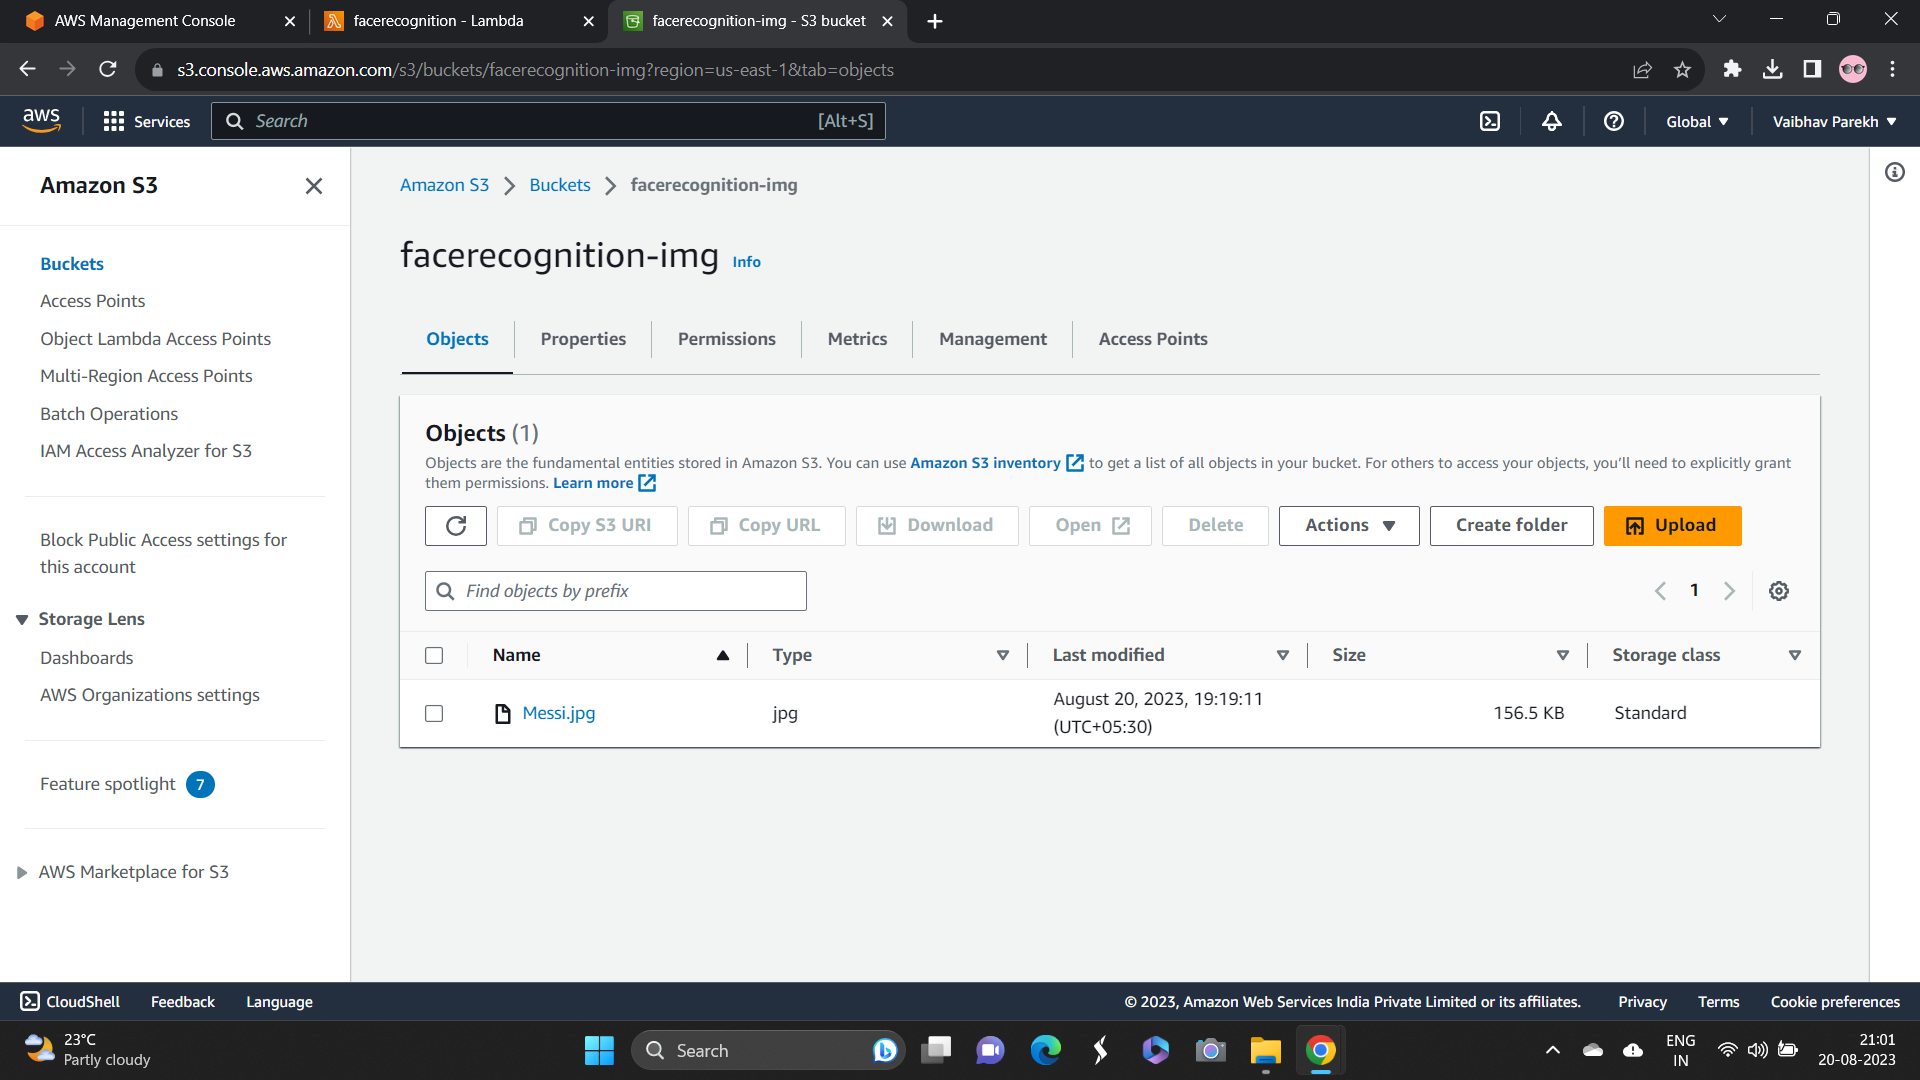 AWS Management Console
facerecognition - Lambda
facerecognition-img - S3 bucket
s3.console.aws.amazon.com/s3/buckets/facerecognition-img?region=us-east-1&tab=objects
aws
Services
Search
[Alt+S]
Global
Vaibhav Parekh
Amazon S3
Buckets
Access Points
Object Lambda Access Points
Multi-Region Access Points
Batch Operations
IAM Access Analyzer for S3
Block Public Access settings for
this account
Storage Lens
Dashboards
AWS Organizations settings
Feature spotlight 7
AWS Marketplace for S3
Amazon S3 > Buckets > facerecognition-img
facerecognition-img Info
Objects
Properties
Permissions
Metrics
Management
Access Points
Objects (1)
Objects are the fundamental entities stored in Amazon S3. You can use Amazon S3 inventory to get a list of all objects in your bucket. For others to access your objects, you'll need to explicitly grant
them permissions. Learn more
Copy S3 URI
Copy URL
Download
Open
Delete
Actions
Create folder
Upload
Find objects by prefix
1
Name
Type
Last modified
Size
Storage class
Messi.jpg
jpg
August 20, 2023, 19:19:11
(UTC+05:30)
156.5 KB
Standard
CloudShell
Feedback
Language
© 2023, Amazon Web Services India Private Limited or its affiliates.
Privacy
Terms
Cookie preferences
23°C
Partly cloudy
Search
ENG
IN
21:01
20-08-2023